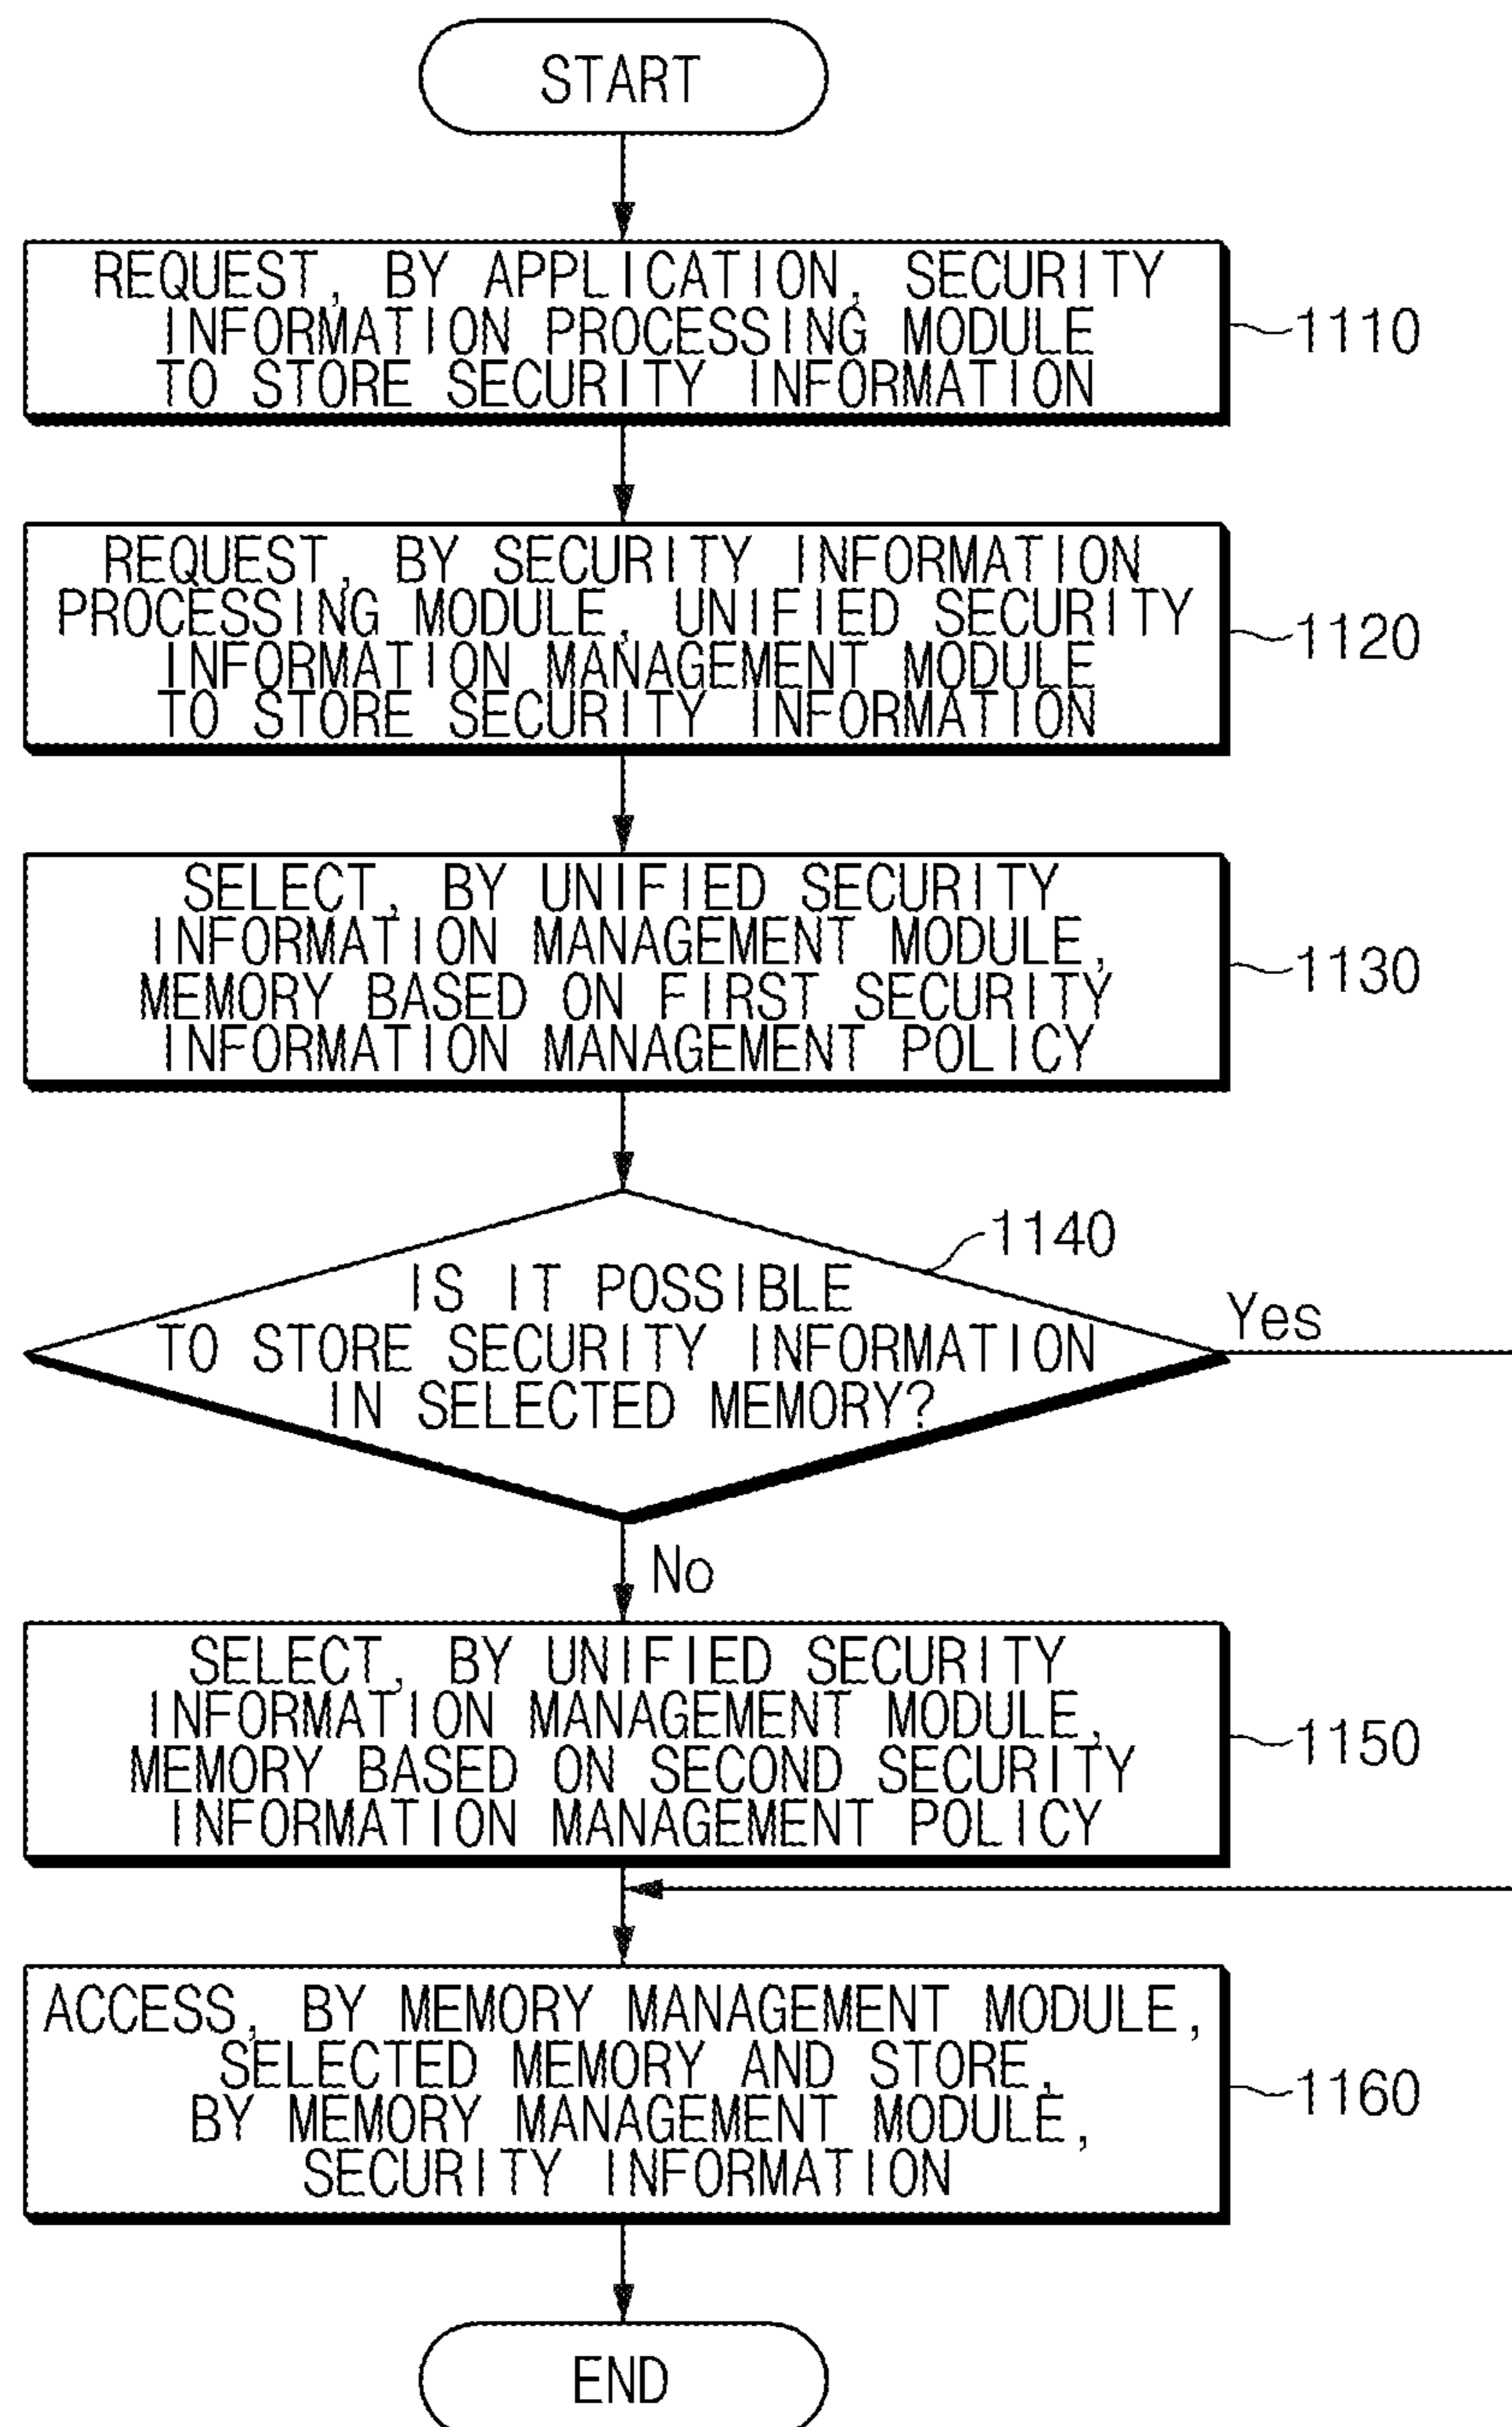 START
REQUEST, BY APPLICATION, SECURITY
INFORMATION PROCESSING MODULE
TO STORE SECURITY INFORMATION
1110
REQUEST, BY SECURITY INFORMATION
PROCESSING MODULE, UNIFIED SECURITY
INFORMATION MANAGEMENT MODULE
TO STORE SECURITY INFORMATION
1120
SELECT, BY UNIFIED SECURITY
INFORMATION MANAGEMENT MODULE,
MEMORY BASED ON FIRST SECURITY
INFORMATION MANAGEMENT POLICY
1130
1140
IS IT POSSIBLE
TO STORE SECURITY INFORMATION
IN SELECTED MEMORY?
Yes
No
SELECT, BY UNIFIED SECURITY
INFORMATION MANAGEMENT MODULE,
MEMORY BASED ON SECOND SECURITY
INFORMATION MANAGEMENT POLICY
1150
ACCESS, BY MEMORY MANAGEMENT MODULE,
SELECTED MEMORY AND STORE,
BY MEMORY MANAGEMENT MODULE,
SECURITY INFORMATION
1160
END